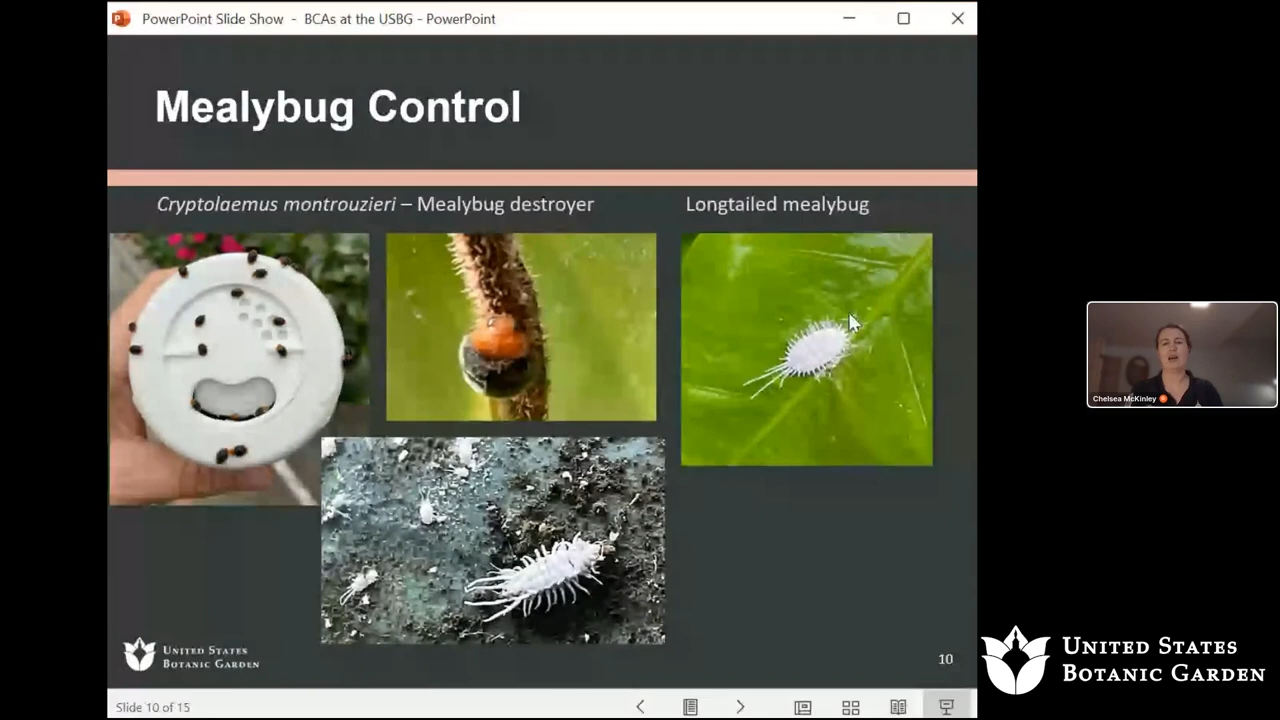 PowerPoint Slide Show - BCAs at the USBG - PowerPoint
Mealybug Control
Cryptolaemus montrouzieri – Mealybug destroyer
Longtailed mealybug
Chelsea McKinley
UNITED STATES
BOTANIC GARDEN
10
UNITED STATES
BOTANIC GARDEN
Slide 10 of 15